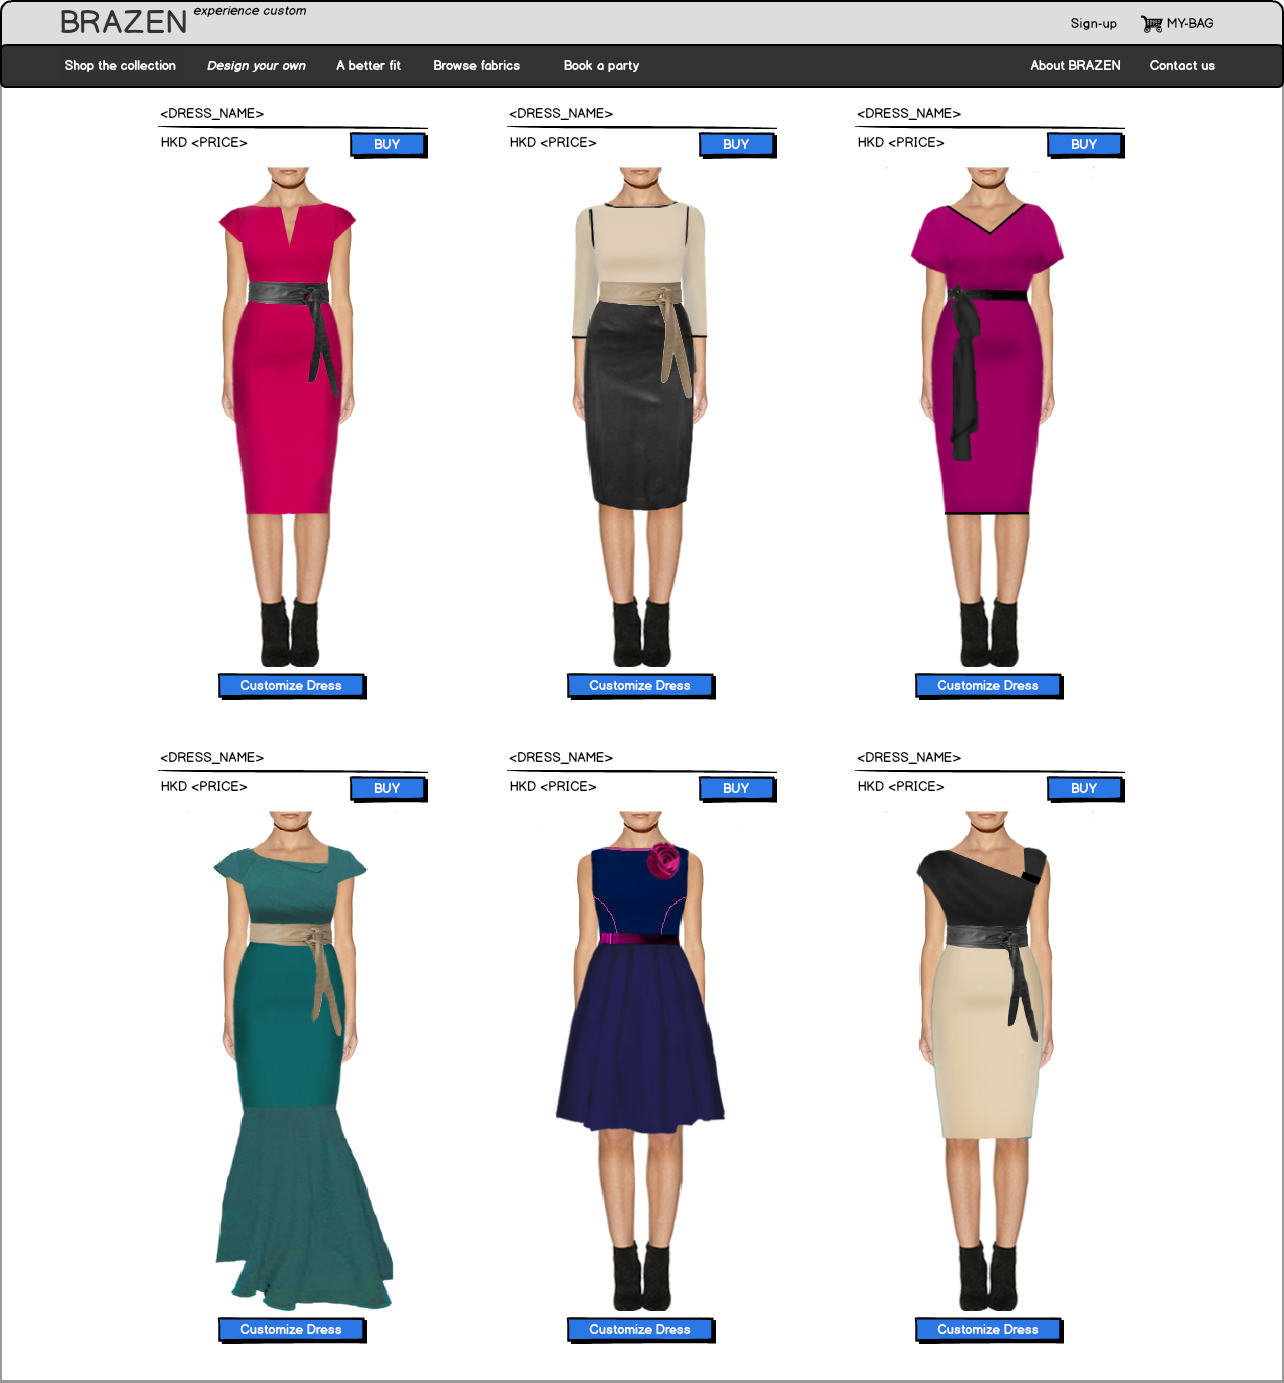 BRAZEN experience custom
Sign-up MY-BAG
Shop the collection Design your own A better fit Browse fabrics Book a party About BRAZEN Contact us
<DRESS_NAME> <DRESS_NAME> <DRESS_NAME>
HKD <PRICE> BUY HKD <PRICE> BUY HKD <PRICE> BUY
Customize Dress Customize Dress Customize Dress
<DRESS_NAME> <DRESS_NAME> <DRESS_NAME>
HKD <PRICE> BUY HKD <PRICE> BUY HKD <PRICE> BUY
Customize Dress Customize Dress Customize Dress